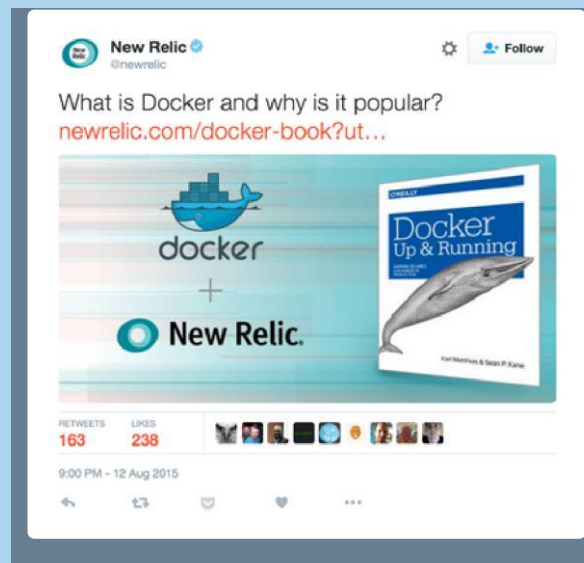 New Relic
@newrelic
Follow
What is Docker and why is it popular?
newrelic.com/docker-book?ut…
docker
+
New Relic.
O'REILLY
Docker
Up & Running
Karl Matthias & Sean P. Kane
RETWEETS LIKES
163 238
9:00 PM - 12 Aug 2015